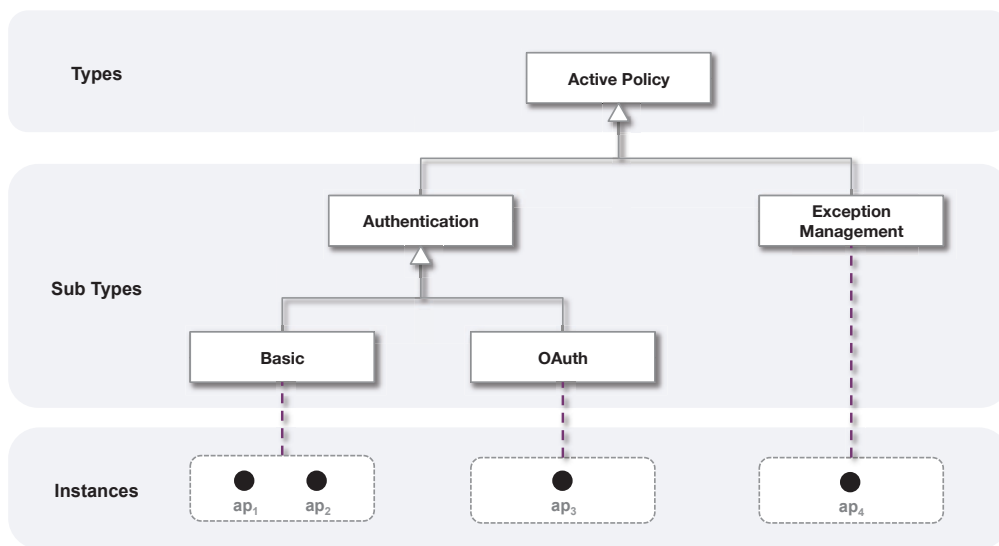 Types
Active Policy
Authentication
Exception
Management
Sub Types
Basic
OAuth
Instances
ap₁
ap₂
ap₃
ap₄